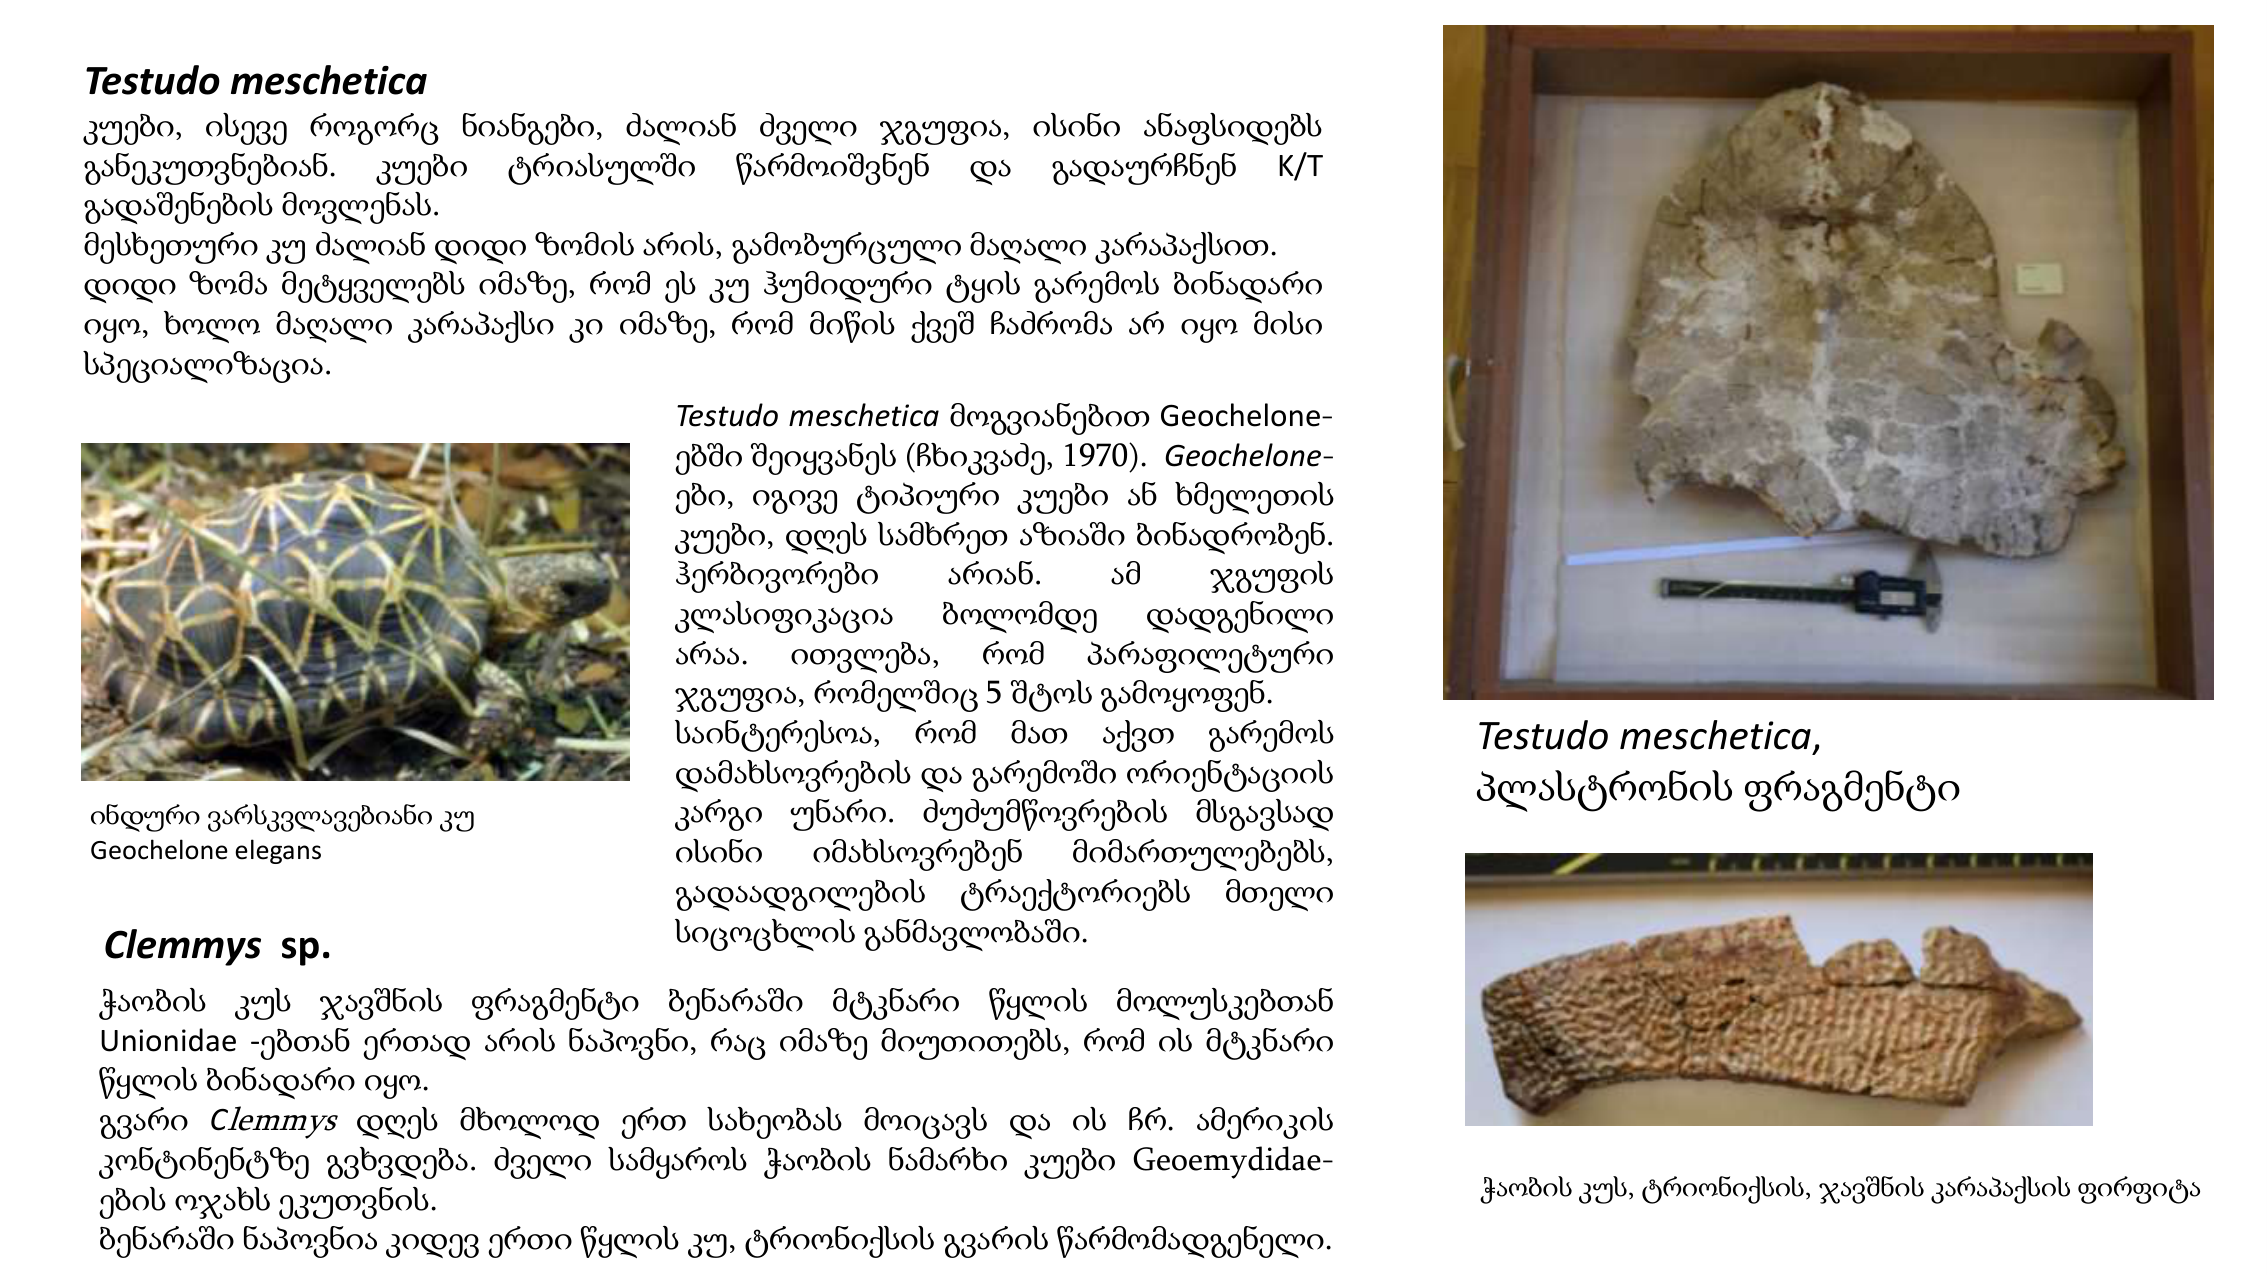 Testudo meschetica
კუები, ისევე როგორც ნიანგები, ძალიან ძველი ჯგუფია, ისინი ანაფსიდებს
განეკუთვნებიან. კუები ტრიასულში წარმოიშვნენ და გადაურჩნენ K/T
გადაშენების მოვლენას.
მესხეთური კუ ძალიან დიდი ზომის არის, გამობურცული მაღალი კარაპაქსით.
დიდი ზომა მეტყველებს იმაზე, რომ ეს კუ ჰუმიდური ტყის გარემოს ბინადარი
იყო, ხოლო მაღალი კარაპაქსი კი იმაზე, რომ მიწის ქვეშ ჩაძრომა არ იყო მისი
სპეციალიზაცია.
Testudo meschetica მოგვიანებით Geochelone-
ებში შეიყვანეს (ჩხიკვაძე, 1970). Geochelone-
ები, იგივე ტიპიური კუები ან ხმელეთის
კუები, დღეს სამხრეთ აზიაში ბინადრობენ.
ჰერბივორები არიან. ამ ჯგუფის
კლასიფიკაცია ბოლომდე დადგენილი
არაა. ითვლება, რომ პარაფილეტური
ჯგუფია, რომელშიც 5 შტოს გამოყოფენ.
საინტერესოა, რომ მათ აქვთ გარემოს
დამახსოვრების და გარემოში ორიენტაციის
კარგი უნარი. ძუძუმწოვრების მსგავსად
ისინი იმახსოვრებენ მიმართულებებს,
გადაადგილების ტრაექტორიებს მთელი
სიცოცხლის განმავლობაში.
ინდური ვარსკვლავებიანი კუ
Geochelone elegans
Clemmys sp.
ჭაობის კუს ჯავშნის ფრაგმენტი ბენარაში მტკნარი წყლის მოლუსკებთან
Unionidae -ებთან ერთად არის ნაპოვნი, რაც იმაზე მიუთითებს, რომ ის მტკნარი
წყლის ბინადარი იყო.
გვარი Clemmys დღეს მხოლოდ ერთ სახეობას მოიცავს და ის ჩრ. ამერიკის
კონტინენტზე გვხვდება. ძველი სამყაროს ჭაობის ნამარხი კუები Geoemydidae-
ების ოჯახს ეკუთვნის.
ბენარაში ნაპოვნია კიდევ ერთი წყლის კუ, ტრიონიქსის გვარის წარმომადგენელი.
Testudo meschetica,
პლასტრონის ფრაგმენტი
ჭაობის კუს, ტრიონიქსის, ჯავშნის კარაპაქსის ფირფიტა